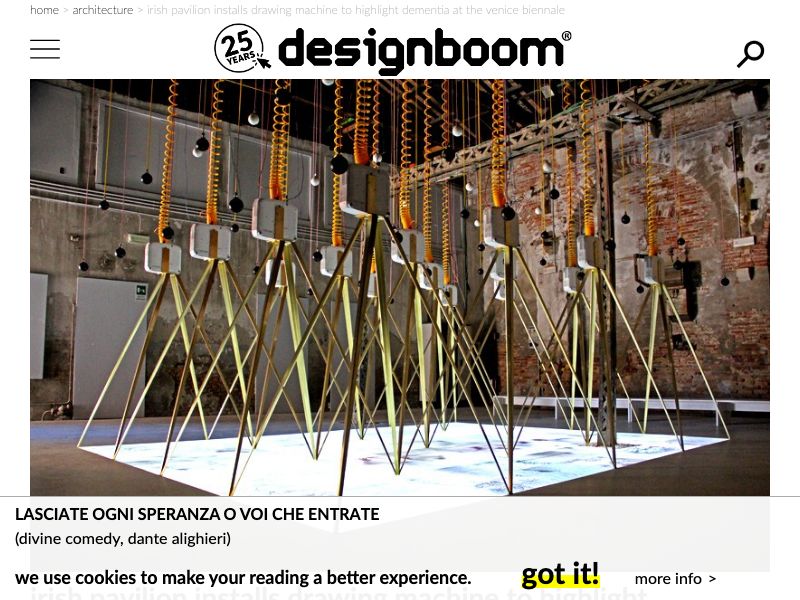 home > architecture > irish pavilion installs drawing machine to highlight dementia at the venice biennale
25 YEARS designboom®
LASCIATE OGNI SPERANZA O VOI CHE ENTRATE
(divine comedy, dante alighieri)
we use cookies to make your reading a better experience. got it! more info >
irish pavilion installs drawing machine to highlight